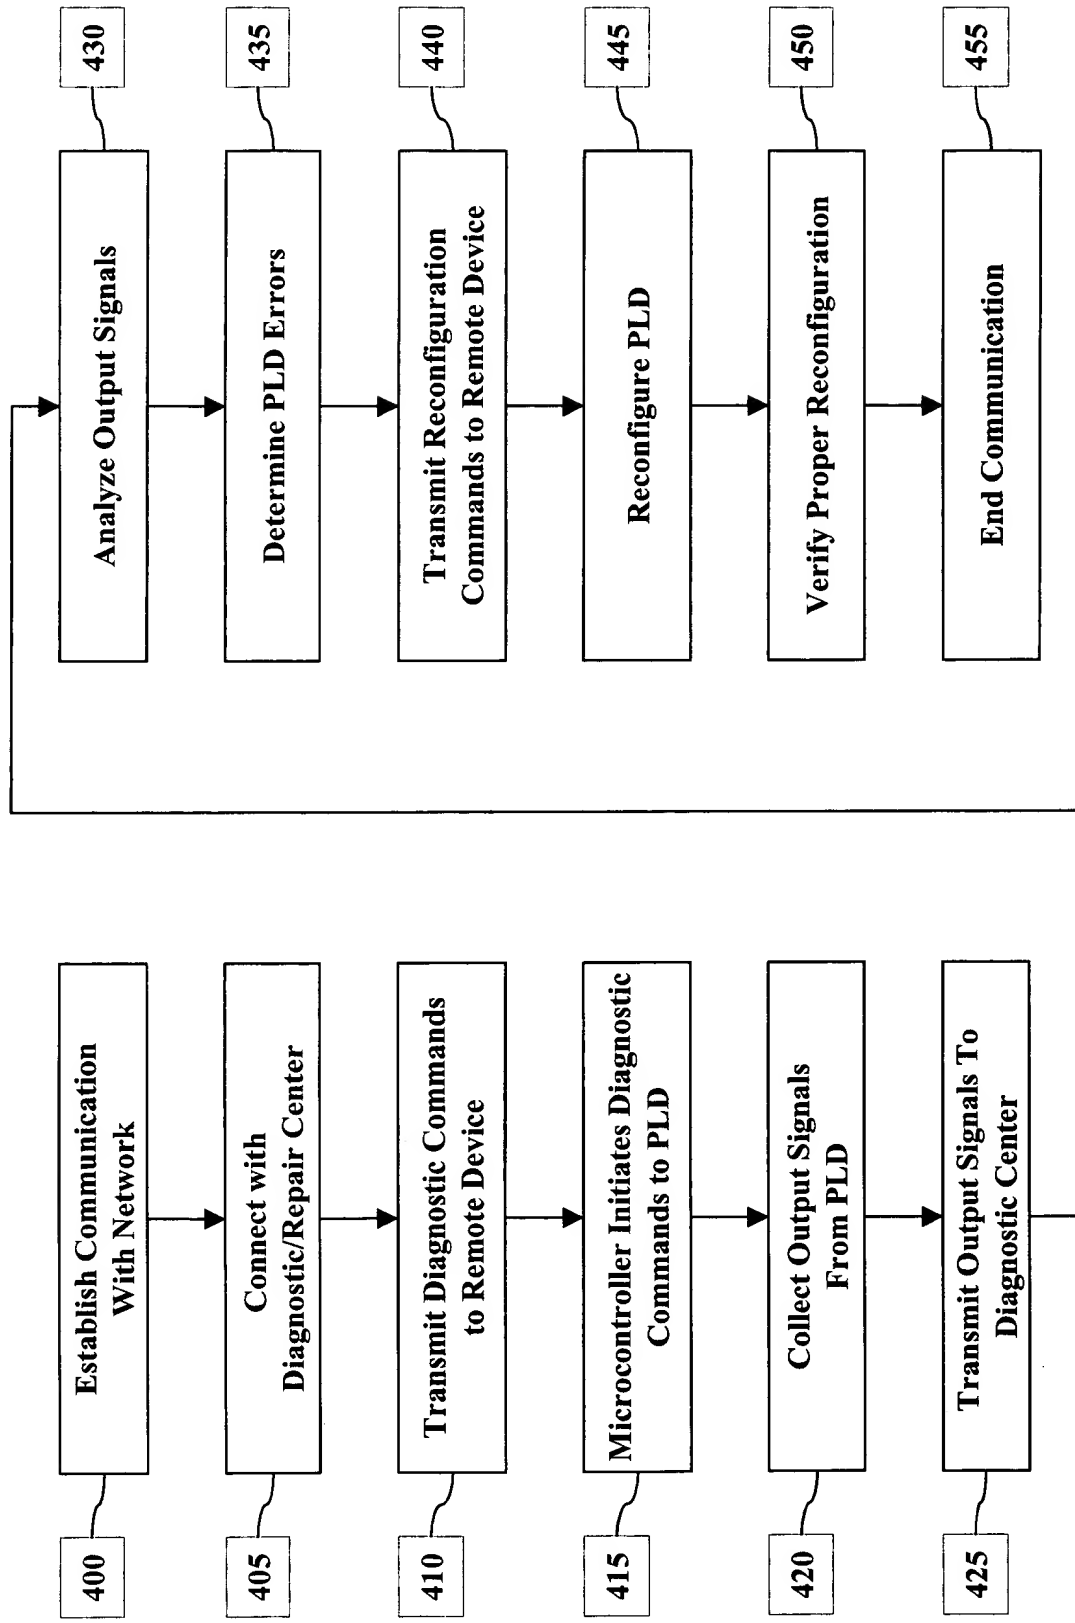 400
Establish Communication
With Network
405
Connect with
Diagnostic/Repair Center
410
Transmit Diagnostic Commands
to Remote Device
415
Microcontroller Initiates Diagnostic
Commands to PLD
420
Collect Output Signals
From PLD
425
Transmit Output Signals To
Diagnostic Center
430
Analyze Output Signals
435
Determine PLD Errors
440
Transmit Reconfiguration
Commands to Remote Device
445
Reconfigure PLD
450
Verify Proper Reconfiguration
455
End Communication